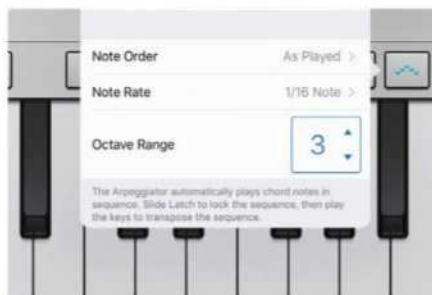 Note Order As Played >
Note Rate 1/16 Note >
Octave Range 3
The Arpeggiator automatically plays chord notes in
sequence. Slide Latch to lock the sequence, then play
the keys to transpose the sequence.